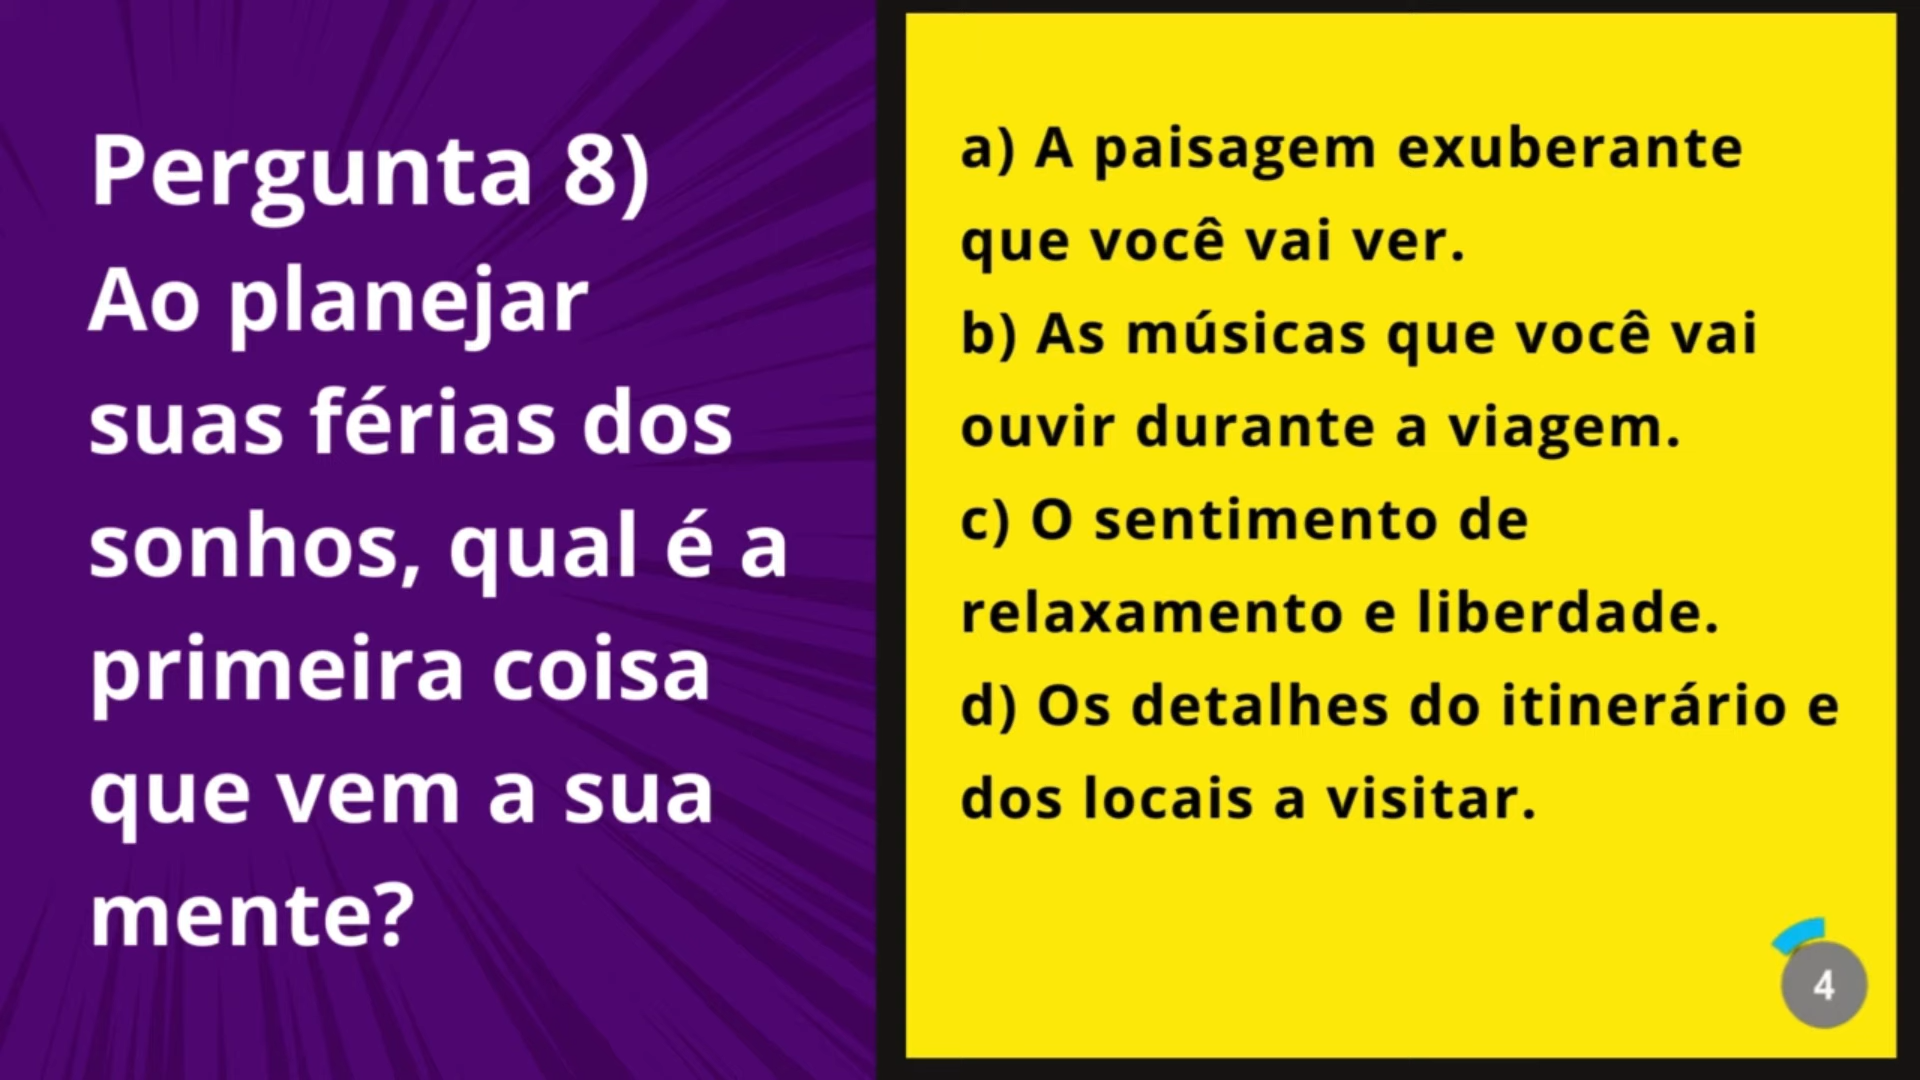 Pergunta 8)
Ao planejar
suas férias dos
sonhos, qual é a
primeira coisa
que vem a sua
mente?
a) A paisagem exuberante
que você vai ver.
b) As músicas que você vai
ouvir durante a viagem.
c) O sentimento de
relaxamento e liberdade.
d) Os detalhes do itinerário e
dos locais a visitar.
4